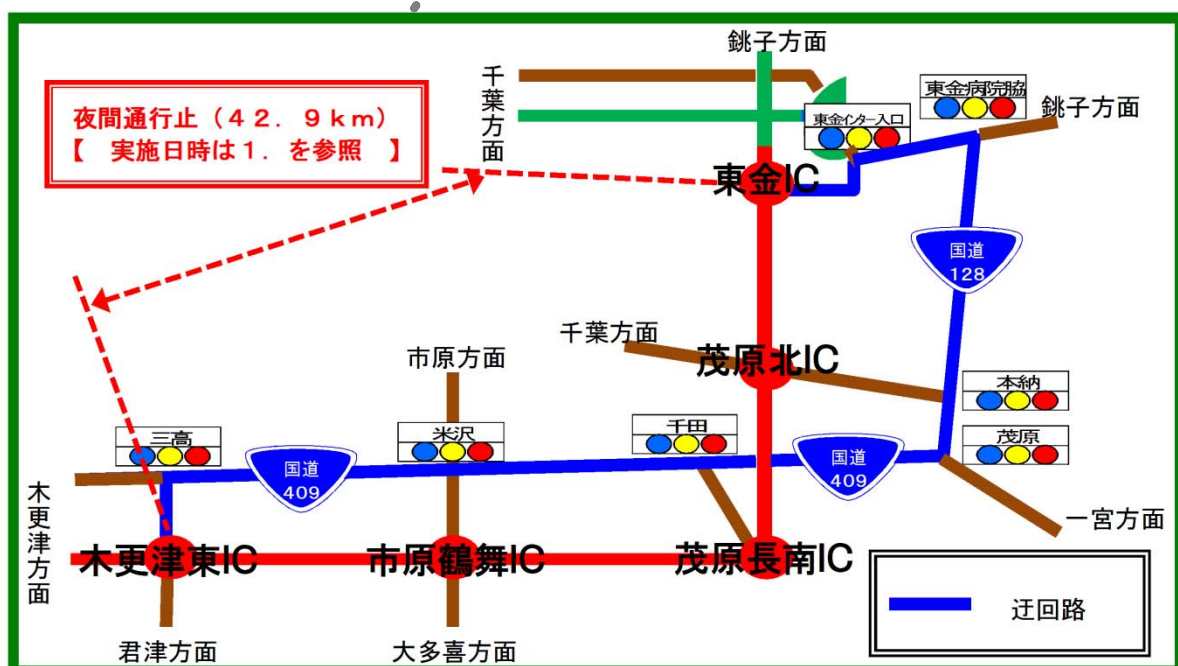 銚子方面
千葉方面
東金病院脇
銚子方面
東金インター入口
夜間通行止（４２．９ｋｍ）
【　実施日時は１．を参照　】
東金IC
国道
128
千葉方面
茂原北IC
市原方面
本納
千田
米沢
三高
茂原
国道
409
国道
409
木更津方面
一宮方面
木更津東IC
市原鶴舞IC
茂原長南IC
迂回路
君津方面
大多喜方面